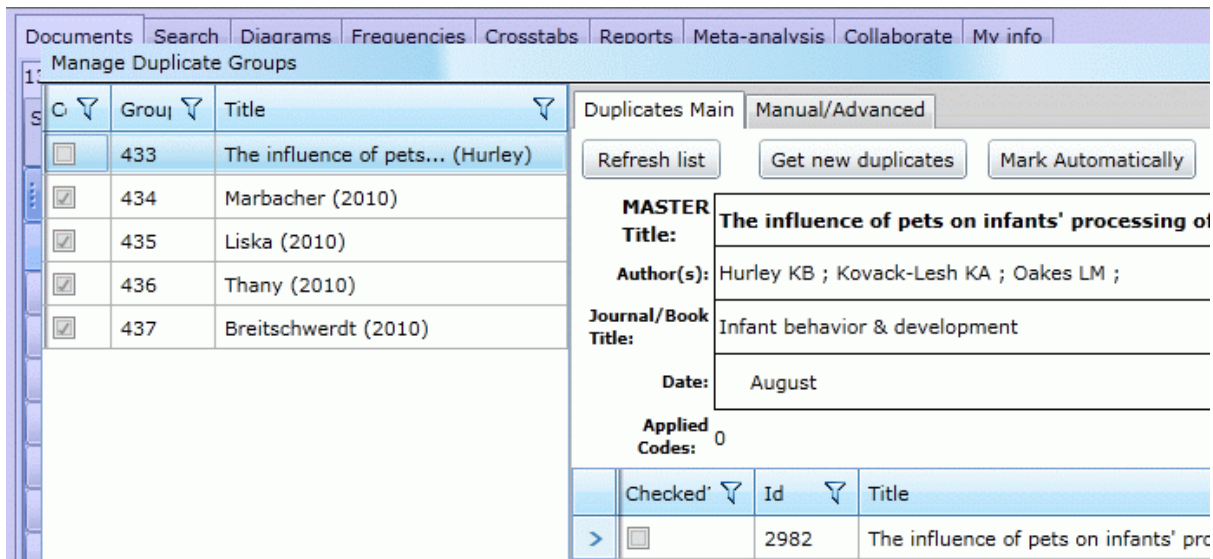 Documents Search Diagrams Frequencies Crosstabs Reports Meta-analysis Collaborate My info
Manage Duplicate Groups
Group Title
433 The influence of pets... (Hurley)
434 Marbacher (2010)
435 Liska (2010)
436 Thany (2010)
437 Breitschwerdt (2010)
Duplicates Main Manual/Advanced
Refresh list Get new duplicates Mark Automatically
MASTER Title: The influence of pets on infants' processing of
Author(s): Hurley KB ; Kovack-Lesh KA ; Oakes LM ;
Journal/Book Title: Infant behavior & development
Date: August
Applied Codes: 0
Checked? Id Title
2982 The influence of pets on infants' pro